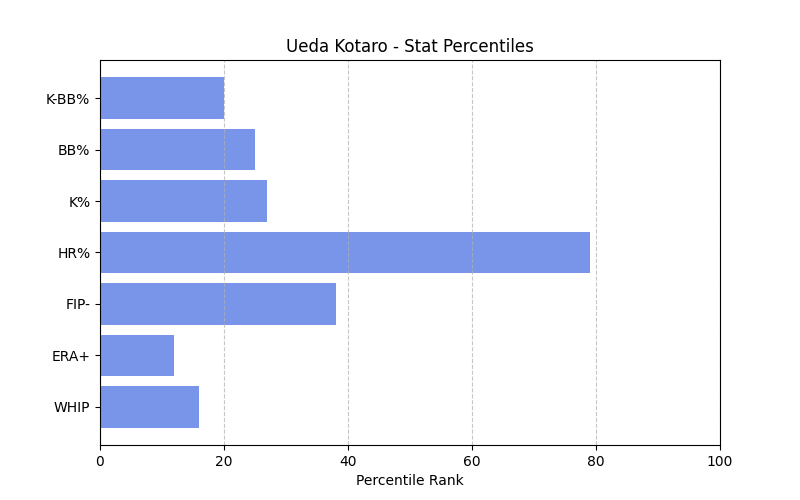 Ueda Kotaro - Stat Percentiles
K-BB%
BB%
K%
HR%
FIP-
ERA+
WHIP
0 20 40 60 80 100
Percentile Rank